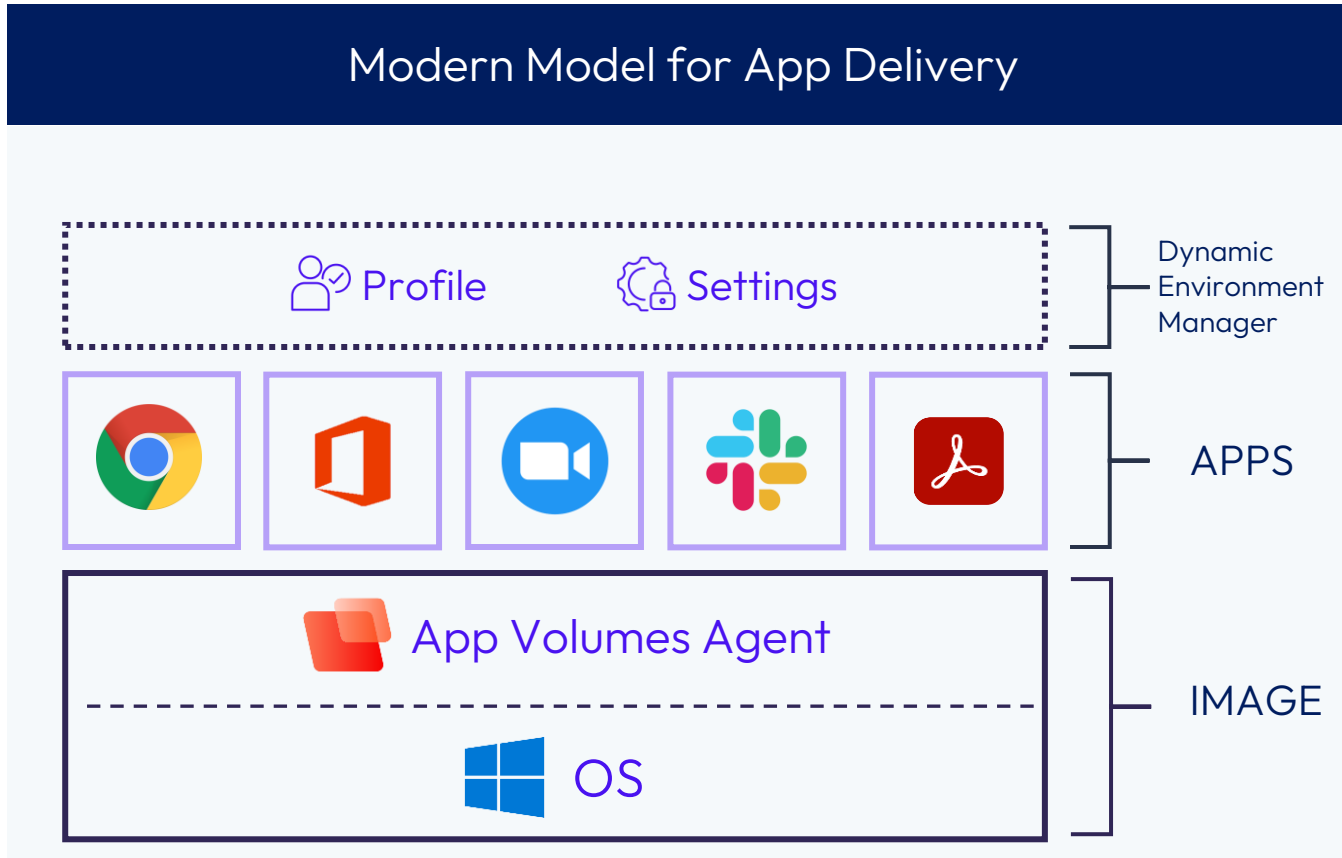 Modern Model for App Delivery
Profile
Settings
Dynamic
Environment
Manager
APPS
App Volumes Agent
IMAGE
OS